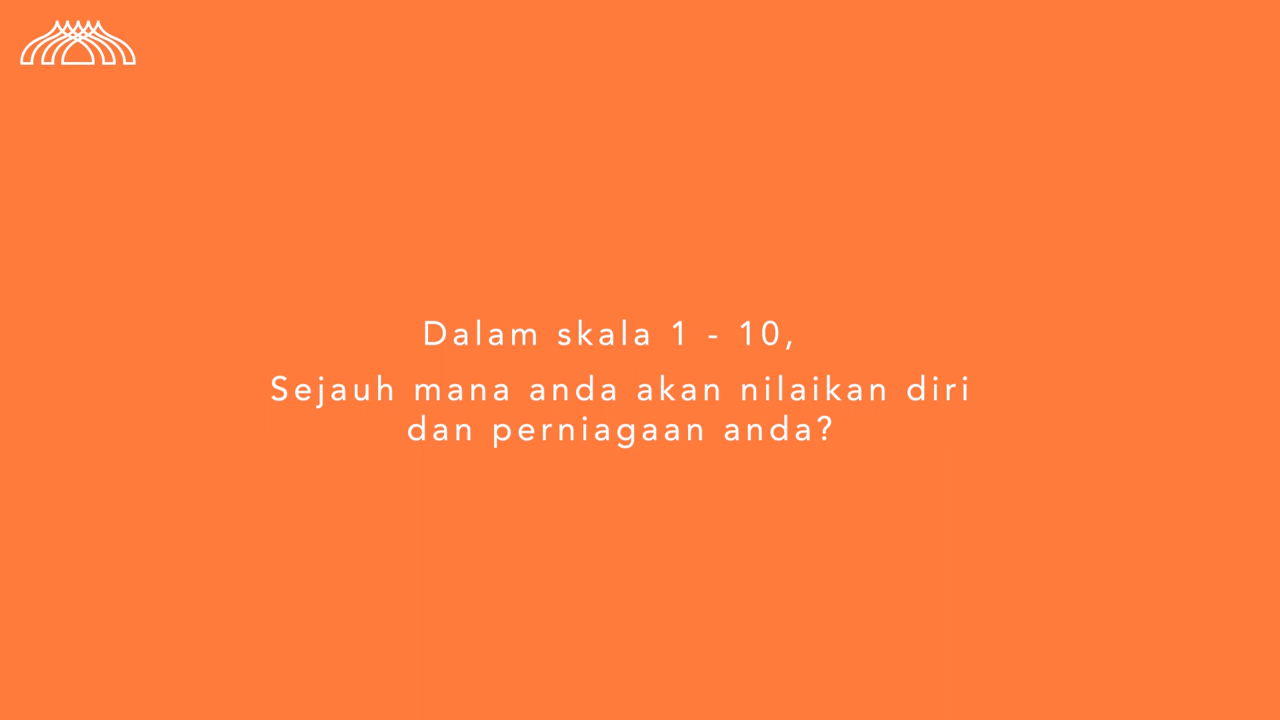 Dalam skala 1 - 10,
Sejauh mana anda akan nilaikan diri
dan perniagaan anda?